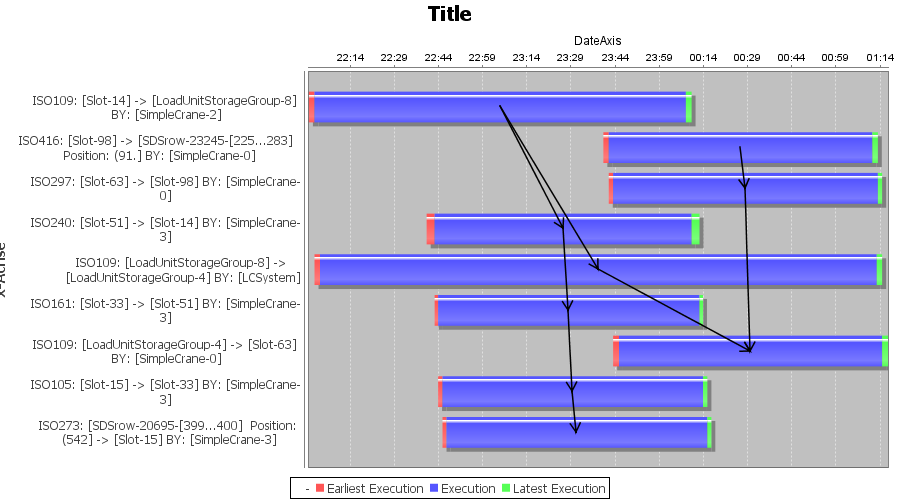 Title
DateAxis
22:14 22:29 22:44 22:59 23:14 23:29 23:44 23:59 00:14 00:29 00:44 00:59 01:14
ISO109: [Slot-14] -> [LoadUnitStorageGroup-8]
BY: [SimpleCrane-2]
ISO416: [Slot-98] -> [SDSrow-23245-[225...283]
Position: (91.] BY: [SimpleCrane-0]
ISO297: [Slot-63] -> [Slot-98] BY: [SimpleCrane-
0]
ISO240: [Slot-51] -> [Slot-14] BY: [SimpleCrane-
3]
ISO109: [LoadUnitStorageGroup-8] ->
[LoadUnitStorageGroup-4] BY: [LCSystem]
ISO161: [Slot-33] -> [Slot-51] BY: [SimpleCrane-
3]
ISO109: [LoadUnitStorageGroup-4] -> [Slot-63]
BY: [SimpleCrane-0]
ISO105: [Slot-15] -> [Slot-33] BY: [SimpleCrane-
3]
ISO273: [SDSrow-20695-[399...400] Position:
(542] -> [Slot-15] BY: [SimpleCrane-3]
- Earliest Execution Execution Latest Execution